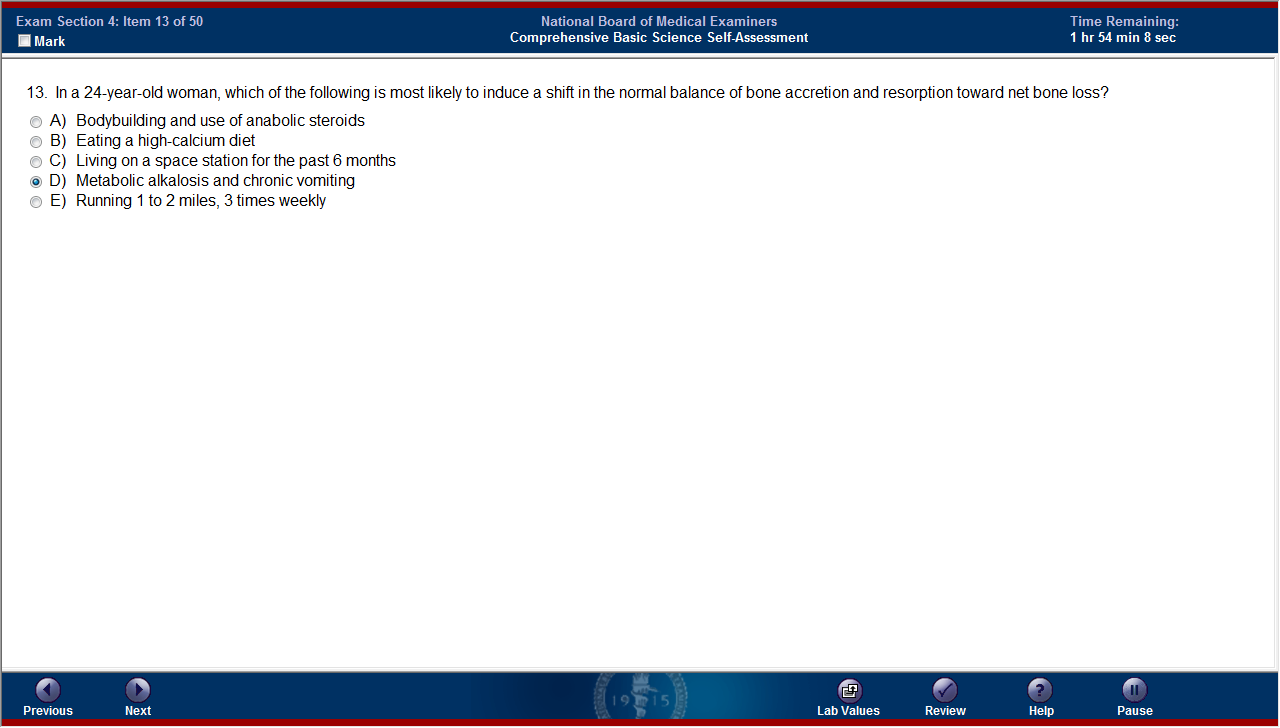 Exam Section 4: Item 13 of 50
National Board of Medical Examiners
Time Remaining:
Mark
Comprehensive Basic Science Self-Assessment
1 hr 54 min 8 sec
13. In a 24-year-old woman, which of the following is most likely to induce a shift in the normal balance of bone accretion and resorption toward net bone loss?
A) Bodybuilding and use of anabolic steroids
B) Eating a high-calcium diet
C) Living on a space station for the past 6 months
D) Metabolic alkalosis and chronic vomiting
E) Running 1 to 2 miles, 3 times weekly
1915
Previous
Next
Lab Values
Review
Help
Pause